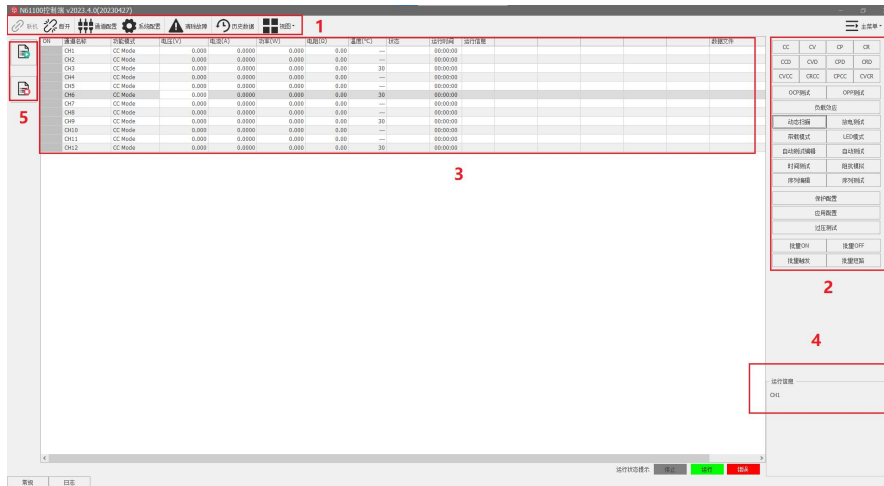 N61100控制端 v2023.4.0(20230427)
联机 断开 通道配置 系统配置 清除故障 历史数据 视图 主菜单
1
ON 通道名称 功能模式 电压(V) 电流(A) 功率(W) 电阻(Ω) 温度(°C) 状态 运行时间 运行信息 数据文件
CH1 CC Mode 0.000 0.0000 0.000 0.00 — 00:00:00
CH2 CC Mode 0.000 0.0000 0.000 0.00 — 00:00:00
CH3 CC Mode 0.000 0.0000 0.000 0.00 30 00:00:00
CH4 CC Mode 0.000 0.0000 0.000 0.00 — 00:00:00
CH5 CC Mode 0.000 0.0000 0.000 0.00 — 00:00:00
CH6 CC Mode 0.000 0.0000 0.000 0.00 30 00:00:00
CH7 CC Mode 0.000 0.0000 0.000 0.00 — 00:00:00
CH8 CC Mode 0.000 0.0000 0.000 0.00 — 00:00:00
CH9 CC Mode 0.000 0.0000 0.000 0.00 30 00:00:00
CH10 CC Mode 0.000 0.0000 0.000 0.00 — 00:00:00
CH11 CC Mode 0.000 0.0000 0.000 0.00 — 00:00:00
CH12 CC Mode 0.000 0.0000 0.000 0.00 30 00:00:00
5
3
CC CV CP CR
CCD CVD CPD CRD
CVCC CRCC CPCC CVCR
OCP测试 OPP测试
负载效应
动态扫描 放电测试
带载模式 LED模式
自动测试编辑 自动测试
时间测试 阻抗模拟
序列编辑 序列测试
保护配置
应用配置
过压测试
批量ON 批量OFF
批量触发 批量短路
2
4
运行信息
CH1
运行状态提示: 停止 运行 错误
常规 日志